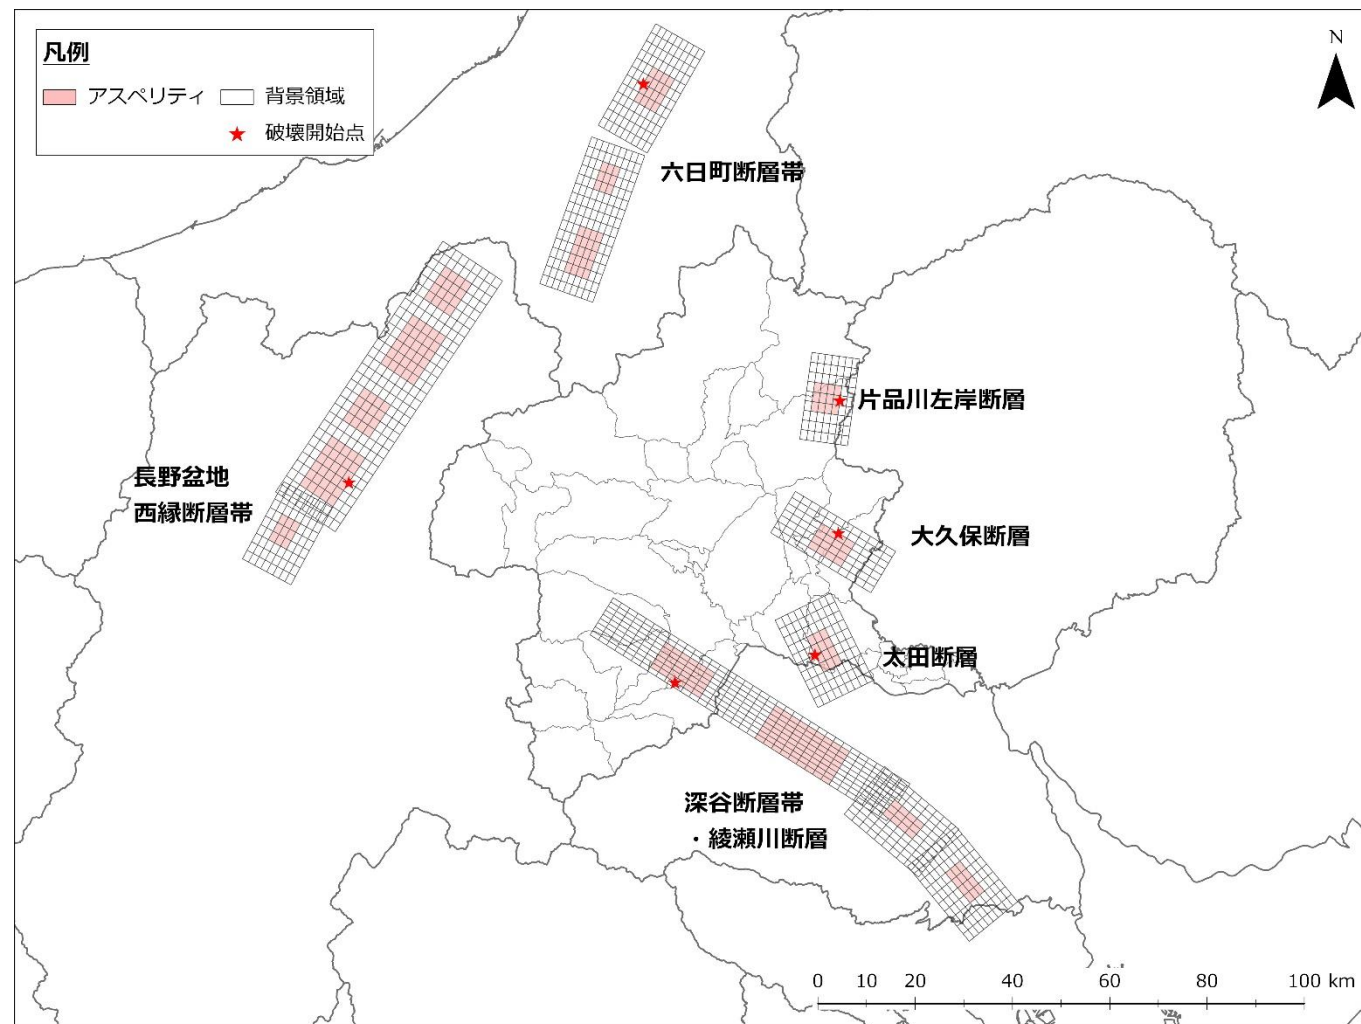 凡例
アスペリティ
背景領域
破壊開始点
N
六日町断層帯
片品川左岸断層
長野盆地
西縁断層帯
大久保断層
太田断層
深谷断層帯
・綾瀬川断層
0 10 20 40 60 80 100 km